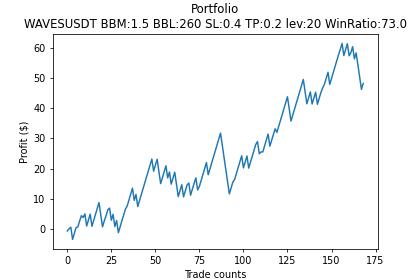 Portfolio
WAVESUSDT BBM:1.5 BBL:260 SL:0.4 TP:0.2 lev:20 WinRatio:73.0
60
50
40
30
20
10
0
Profit ($)
0 25 50 75 100 125 150 175
Trade counts